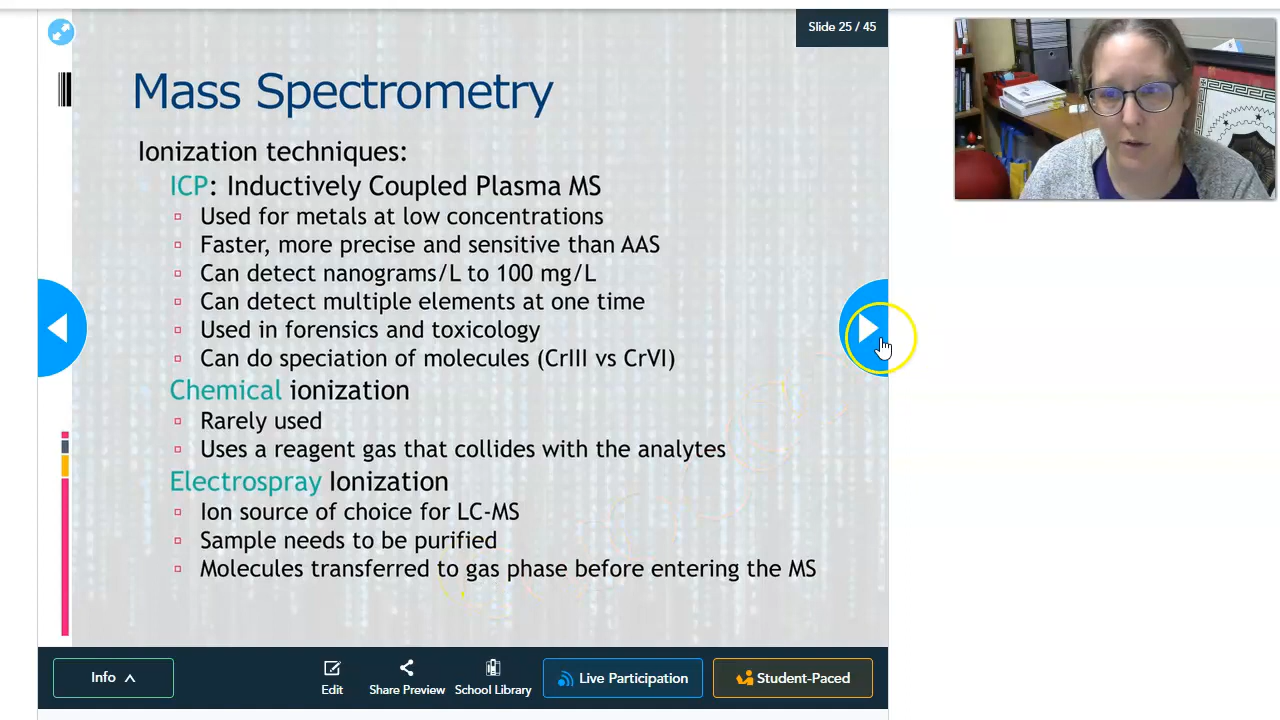 Slide 25 / 45
Mass Spectrometry
Ionization techniques:
ICP: Inductively Coupled Plasma MS
Used for metals at low concentrations
Faster, more precise and sensitive than AAS
Can detect nanograms/L to 100 mg/L
Can detect multiple elements at one time
Used in forensics and toxicology
Can do speciation of molecules (CrIII vs CrVI)
Chemical ionization
Rarely used
Uses a reagent gas that collides with the analytes
Electrospray Ionization
Ion source of choice for LC-MS
Sample needs to be purified
Molecules transferred to gas phase before entering the MS
Info
Edit
Share Preview
School Library
Live Participation
Student-Paced